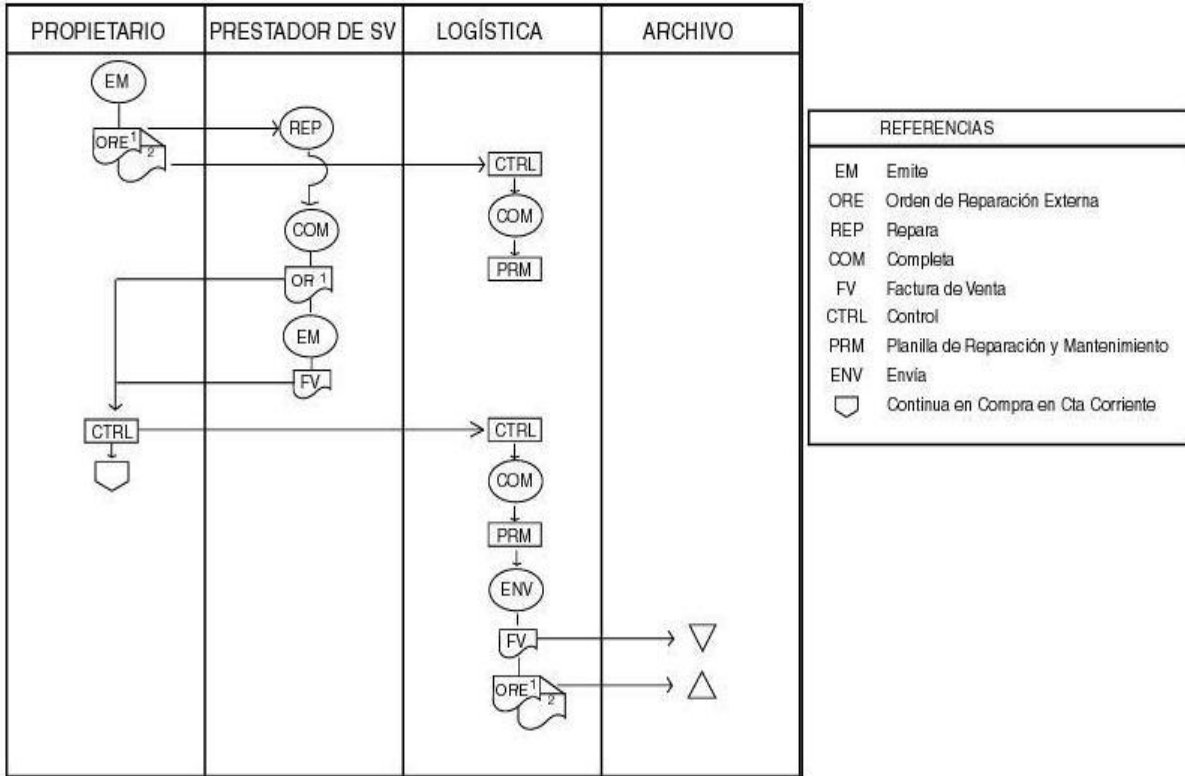 PROPIETARIO
PRESTADOR DE SV
LOGÍSTICA
ARCHIVO
EM
ORE 1
2
REP
CTRL
COM
COM
PRM
OR 1
EM
FV
CTRL
CTRL
COM
PRM
ENV
FV
ORE 1
2
REFERENCIAS
EM Emite
ORE Orden de Reparación Externa
REP Repara
COM Completa
FV Factura de Venta
CTRL Control
PRM Planilla de Reparación y Mantenimiento
ENV Envía
Continua en Compra en Cta Corriente